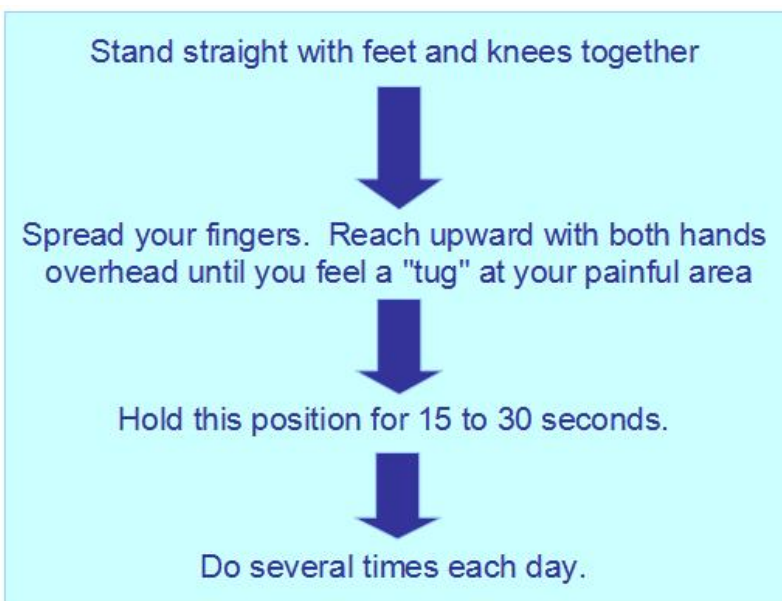 Stand straight with feet and knees together
Spread your fingers.  Reach upward with both hands
overhead until you feel a "tug" at your painful area
Hold this position for 15 to 30 seconds.
Do several times each day.